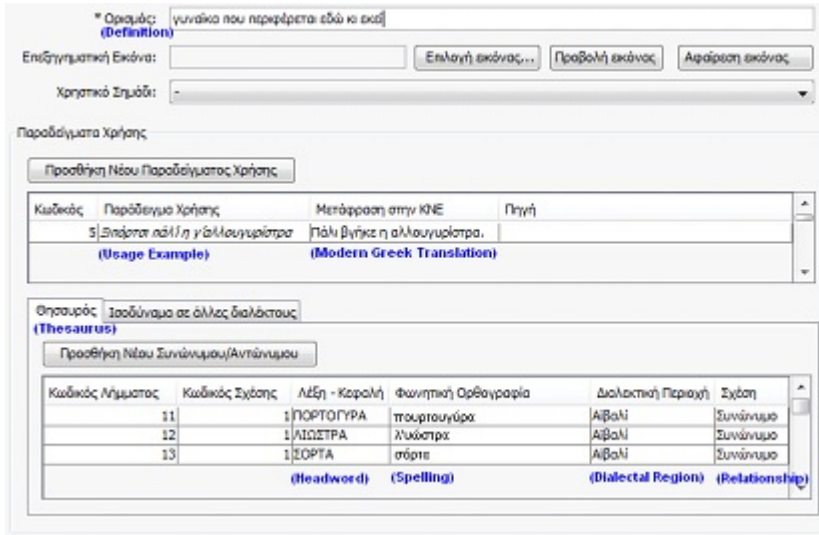 * Ορισμός: γυναίκα που περιφέρεται εδώ κι εκεί
(Definition)
Επεξηγηματική Εικόνα: Επιλογή εικόνας... Προβολή εικόνας Αφαίρεση εικόνας
Χρηστικό Σημάδι: -
Παραδείγματα Χρήσης
Προσθήκη Νέου Παραδείγματος Χρήσης
Κωδικός Παράδειγμα Χρήσης Μετάφραση στην ΚΝΕ Πηγή
5 πάλι η γ'αλλουγυρίστρα Πάλι βγήκε η αλλουγυρίστρα.
(Usage Example) (Modern Greek Translation)
Θησαυρός Ισοδύναμα σε άλλες διαλέκτους
(Thesaurus)
Προσθήκη Νέου Συνώνυμου/Αντώνυμου
Κωδικός Λήμματος Κωδικός Σχέσης Λέξη - Κεφαλή Φωνητική Ορθογραφία Διαλεκτική Περιοχή Σχέση
11 1 ΠΟΡΤΟΓΥΡΑ πουρτουγύρα Αϊβαλί Συνώνυμο
12 1 ΛΙΩΣΤΡΑ Αϊβαλί Συνώνυμο
13 1 ΣΟΡΤΑ σόρτα Αϊβαλί Συνώνυμο
(Headword) (Spelling) (Dialectal Region) (Relationship)